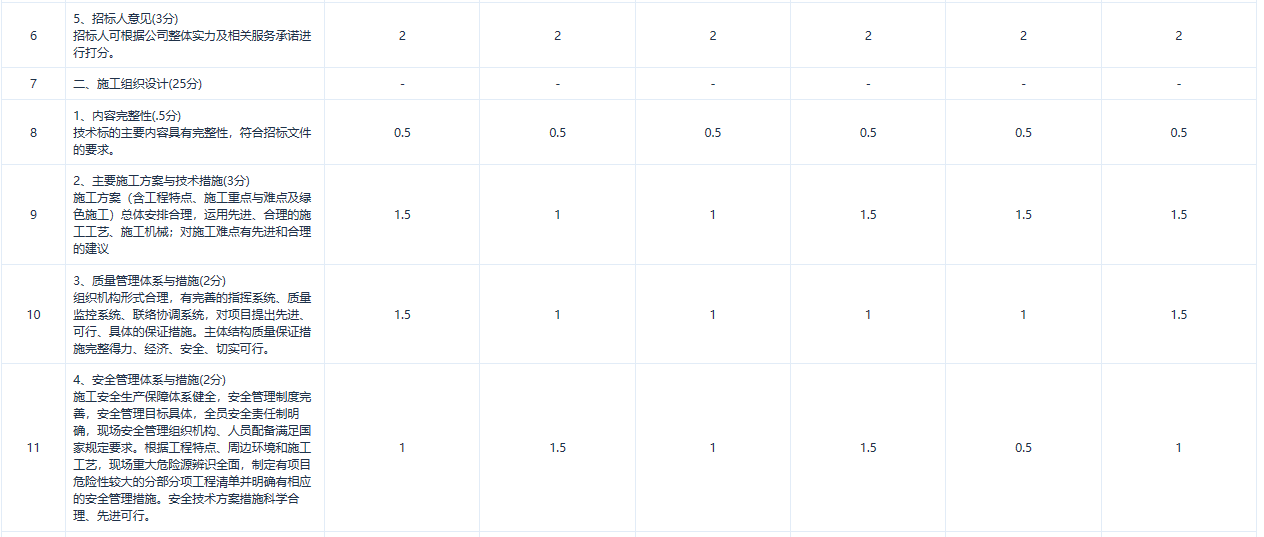 5、招标人意见(3分)
6 招标人可根据公司整体实力及相关服务承诺进 2 2 2 2 2 2
行打分。
7 二、施工组织设计(25分) - - - - - -
1、内容完整性(.5分)
8 技术标的主要内容具有完整性，符合招标文件 0.5 0.5 0.5 0.5 0.5 0.5
的要求。
2、主要施工方案与技术措施(3分)
施工方案（含工程特点、施工重点与难点及绿
9 色施工）总体安排合理，运用先进、合理的施 1.5 1 1 1.5 1.5 1.5
工工艺、施工机械；对施工难点有先进和合理
的建议
3、质量管理体系与措施(2分)
组织机构形式合理，有完善的指挥系统、质量
10 监控系统、联络协调系统，对项目提出先进、 1.5 1 1 1 1 1.5
可行、具体的保证措施。主体结构质量保证措
施完整得力、经济、安全、切实可行。
4、安全管理体系与措施(2分)
施工安全生产保障体系健全，安全管理制度完
善，安全管理目标具体，全员安全责任制明
确，现场安全管理组织机构、人员配备满足国
11 家规定要求。根据工程特点、周边环境和施工 1 1.5 1 1.5 0.5 1
工艺，现场重大危险源辨识全面，制定有项目
危险性较大的分部分项工程清单并明确有相应
的安全管理措施。安全技术方案措施科学合
理、先进可行。